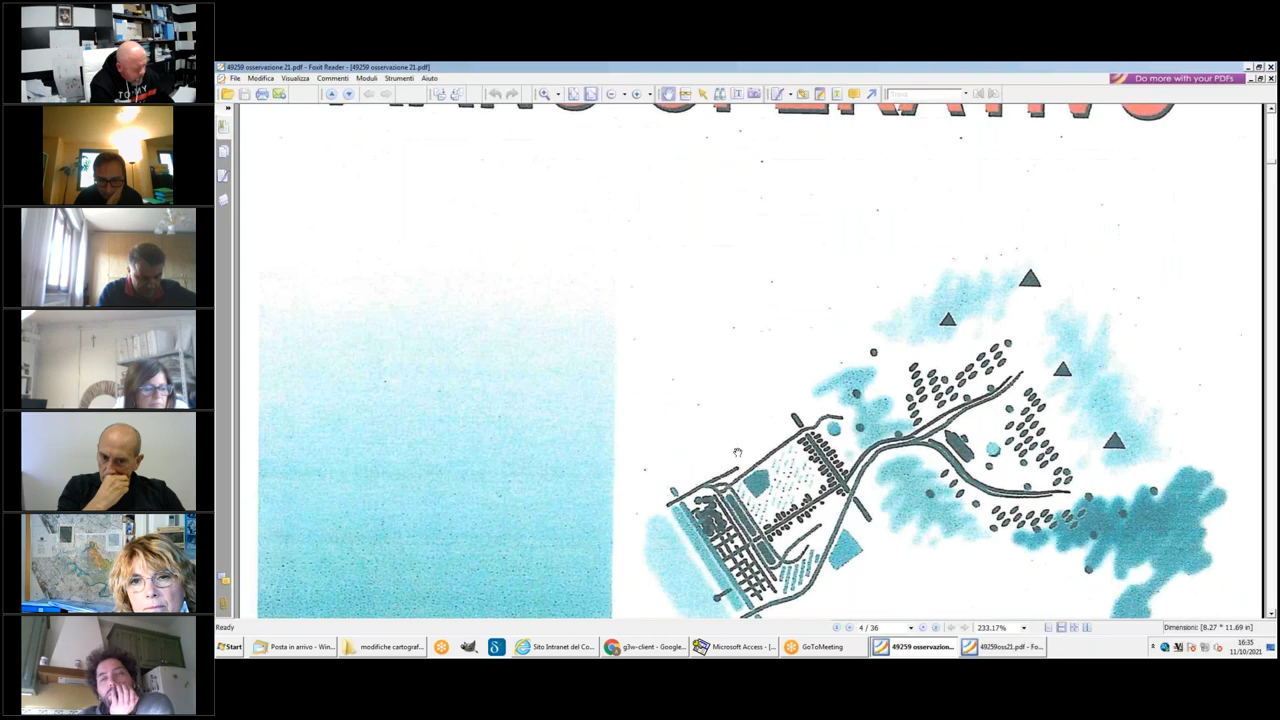 49259 osservazione 21.pdf - Foxit Reader - [49259 osservazione 21.pdf]
File Modifica Visualizza Commenti Moduli Strumenti Aiuto
Do more with your PDFs
Trova
Ready
4 / 36
233.17%
Dimensioni: [8.27 * 11.69 in]
Start
Posta in arrivo - Win...
modifiche cartograf...
Sito Intranet del Co...
g3w-client - Google...
Microsoft Access - [...
GoToMeeting
49259 osservazion...
49259oss21.pdf - Fo...
16:35
11/10/2021